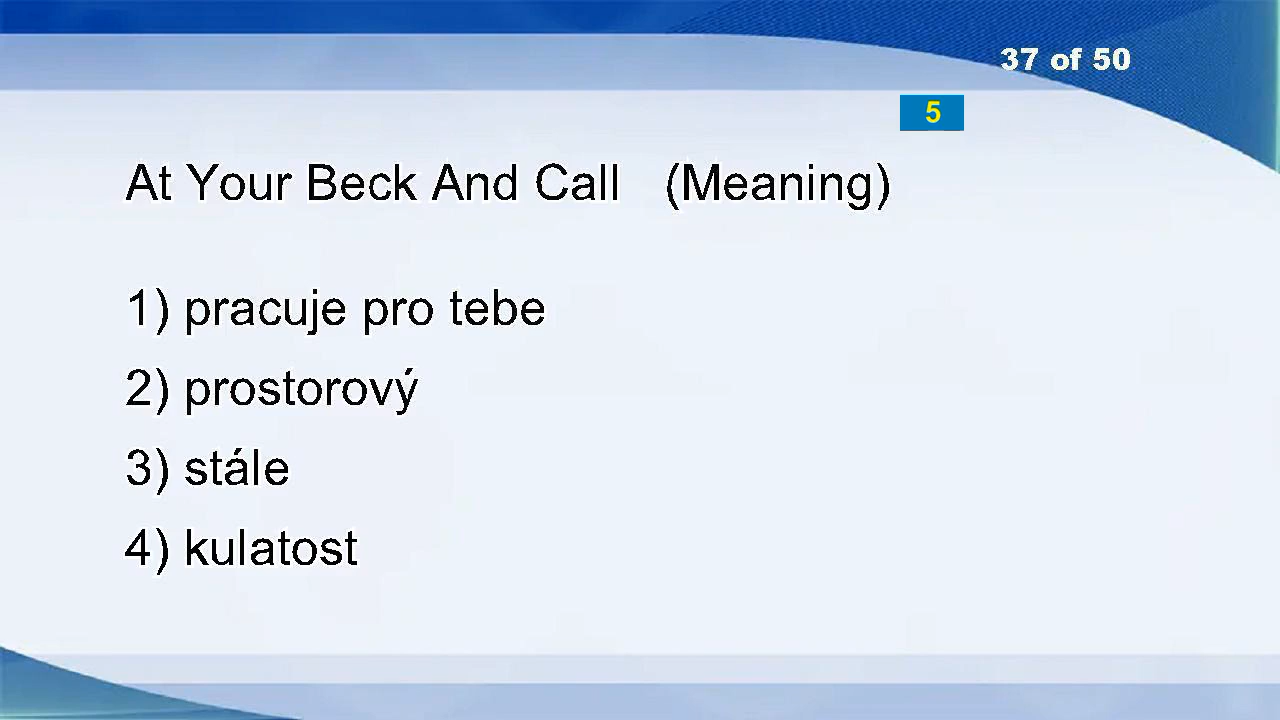 37 of 50
5
At Your Beck And Call (Meaning)
1) pracuje pro tebe
2) prostorový
3) stále
4) kulatost